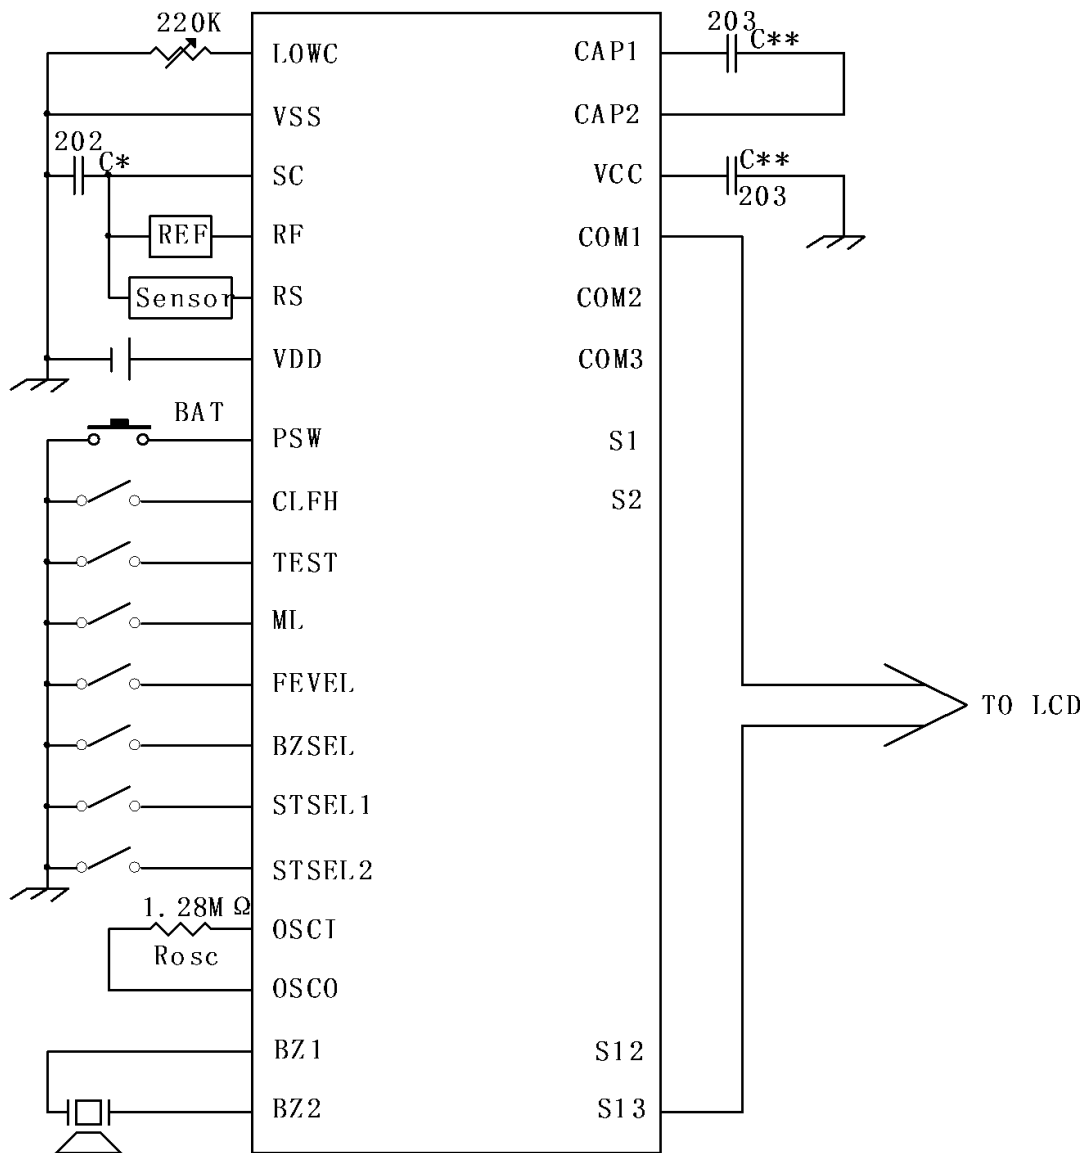 220K
203
C**
LOWC
CAP1
VSS
CAP2
202
C*
SC
VCC
C**
203
REF
RF
COM1
Sensor
RS
COM2
VDD
COM3
BAT
PSW
S1
CLFH
S2
TEST
ML
FEVEL
TO LCD
BZSEL
STSEL1
STSEL2
1.28MΩ
OSCI
Rosc
OSCO
BZ1
S12
BZ2
S13